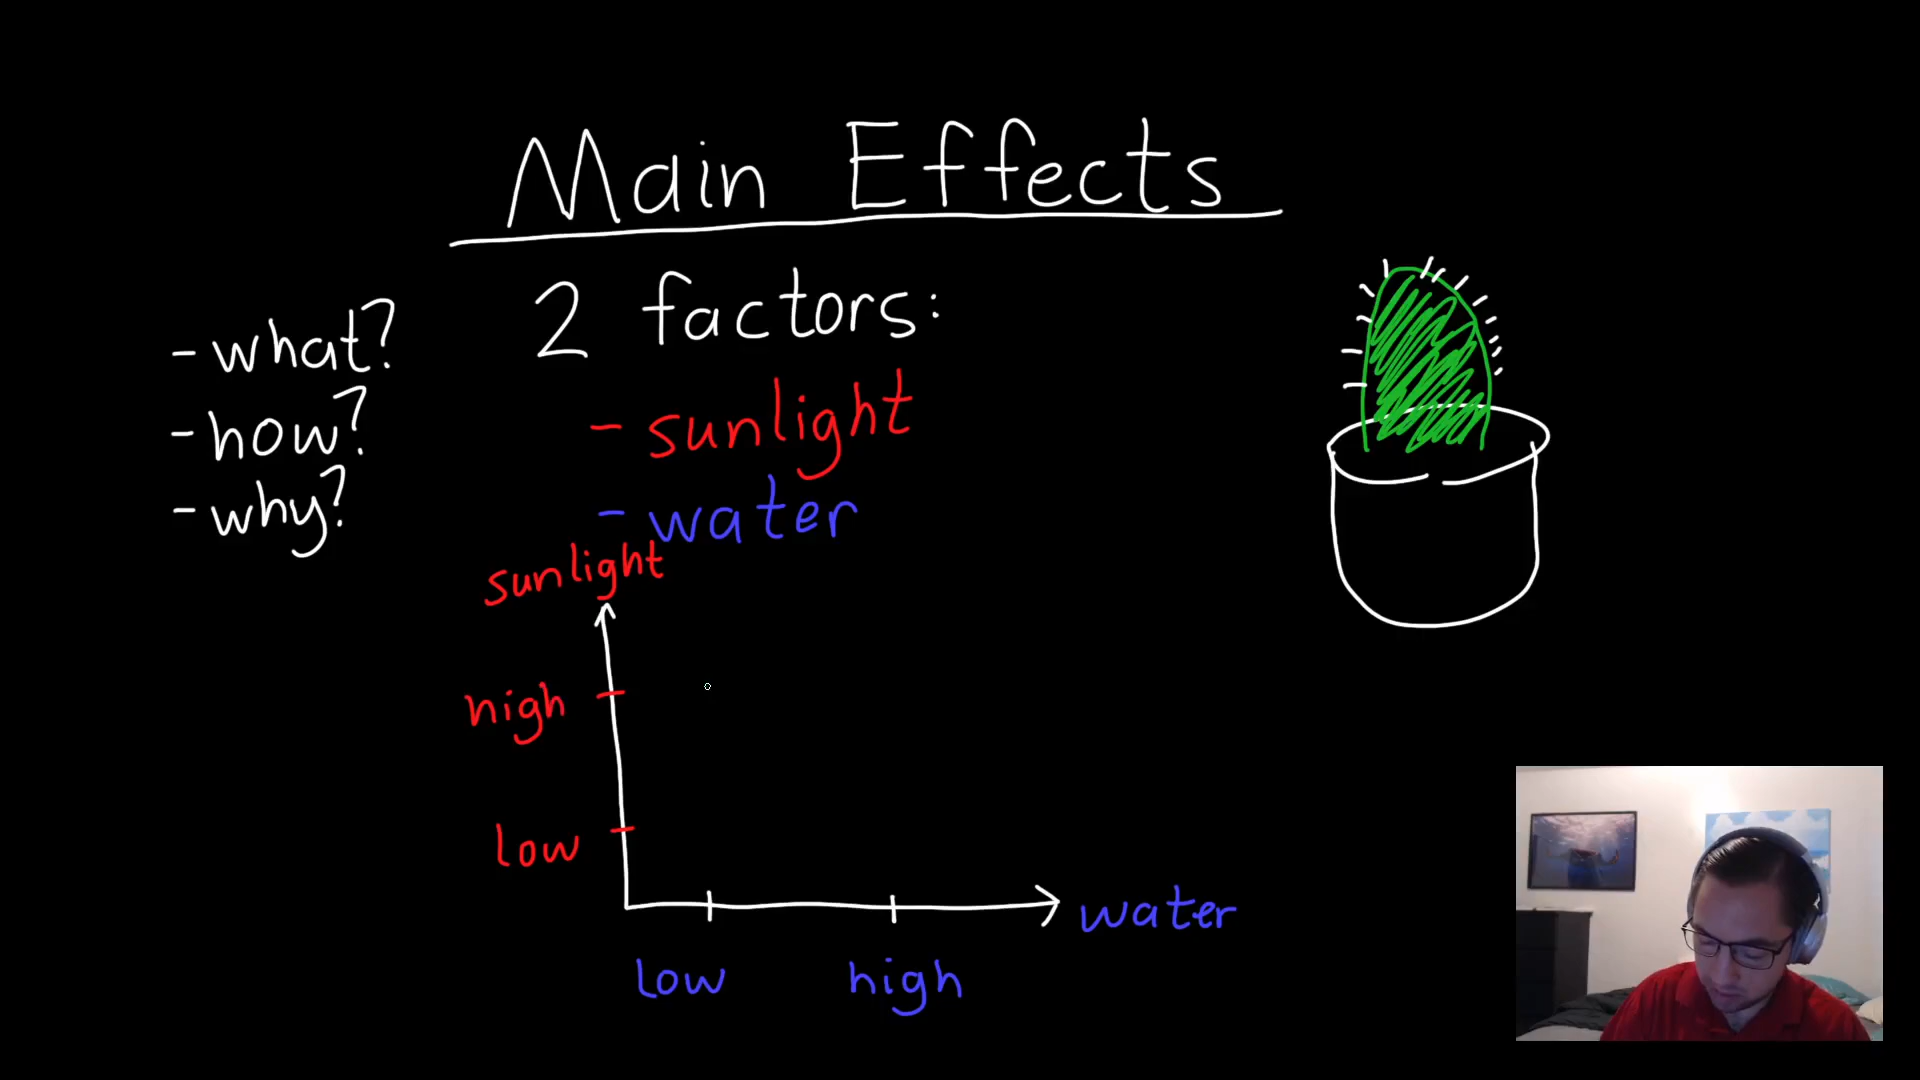 Main Effects
- what?
- how?
- why?
2 factors:
- sunlight
- water
sunlight
high
low
water
low high